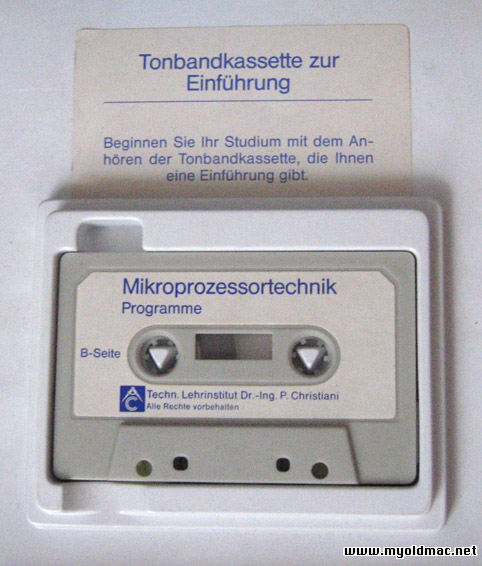 Tonbandkassette zur
Einführung
Beginnen Sie Ihr Studium mit dem An-
hören der Tonbandkassette, die Ihnen
eine Einführung gibt.
Mikroprozessortechnik
Programme
B-Seite
AC
Techn. Lehrinstitut Dr.-Ing. P. Christiani
Alle Rechte vorbehalten
www.myoldmac.net